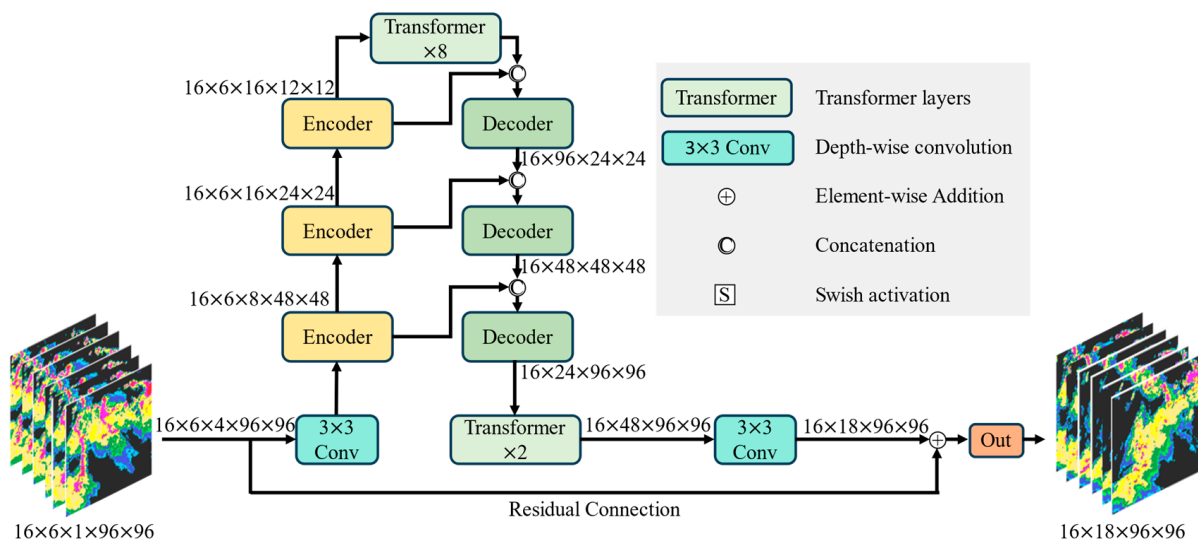 Transformer
×8
16×6×16×12×12
Encoder
Decoder
16×96×24×24
16×6×16×24×24
Encoder
Decoder
16×48×48×48
16×6×8×48×48
Encoder
Decoder
16×24×96×96
16×6×4×96×96
3×3
Conv
Transformer
×2
16×48×96×96
3×3
Conv
16×18×96×96
Out
Residual Connection
16×6×1×96×96
16×18×96×96
Transformer
Transformer layers
3×3 Conv
Depth-wise convolution
Element-wise Addition
C
Concatenation
S
Swish activation